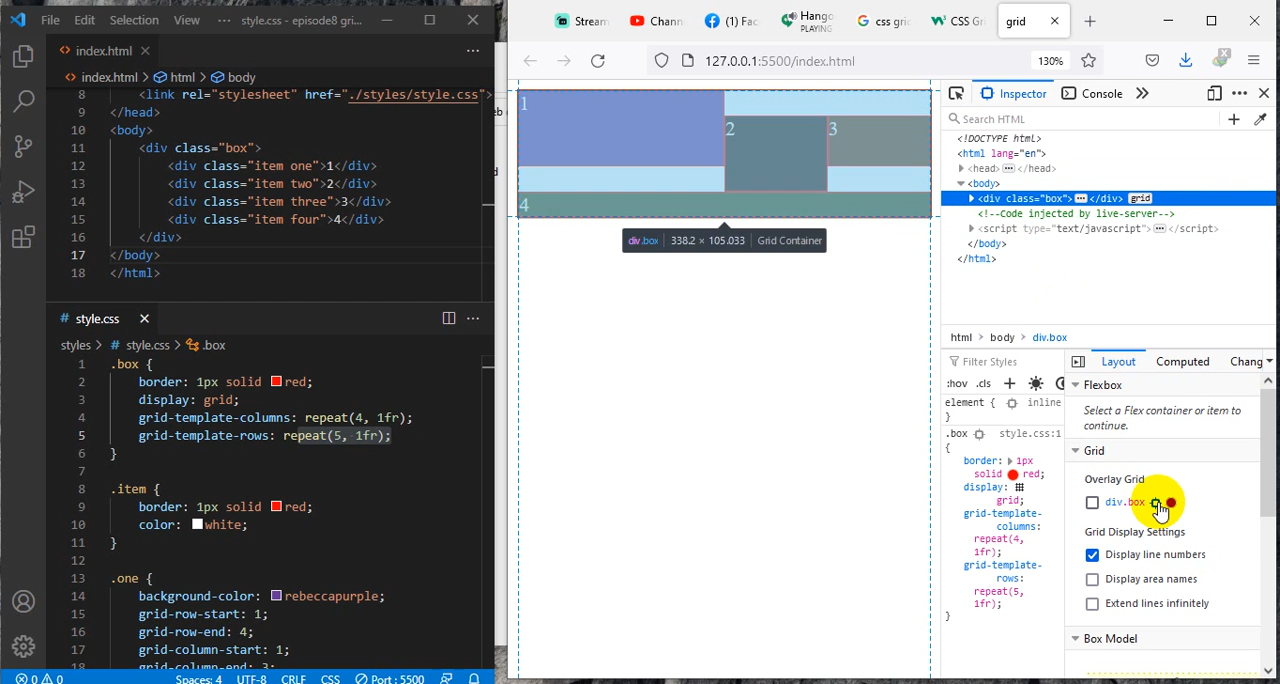 File Edit Selection View ··· style.css - episode8 gri...
index.html
index.html > html > body
8 <link rel="stylesheet" href="./styles/style.css">
9 </head>
10 <body>
11 <div class="box">
12 <div class="item one">1</div>
13 <div class="item two">2</div>
14 <div class="item three">3</div>
15 <div class="item four">4</div>
16 </div>
17 </body>
18 </html>
# style.css
styles > # style.css > .box
1 .box {
2 border: 1px solid red;
3 display: grid;
4 grid-template-columns: repeat(4, 1fr);
5 grid-template-rows: repeat(5, 1fr);
6 }
7
8 .item {
9 border: 1px solid red;
10 color: white;
11 }
12
13 .one {
14 background-color: rebeccapurple;
15 grid-row-start: 1;
16 grid-row-end: 4;
17 grid-column-start: 1;
18 grid-column-end: 3;
0 0 Spaces: 4 UTF-8 CRLF CSS Port : 5500
Stream Chann (1) Fac Hango PLAYING css gri CSS Gri grid
127.0.0.1:5500/index.html 130%
1
2
3
4
div.box 338.2 × 105.033 Grid Container
Inspector Console
Search HTML
<!DOCTYPE html>
<html lang="en">
<head> ··· </head>
<body>
<div class="box"> ··· </div> grid
<!--Code injected by live-server-->
<script type="text/javascript"> ··· </script>
</body>
</html>
html > body > div.box
Filter Styles
:hov .cls
element { inline
}
.box style.css:1
{
border: 1px
solid red;
display:
grid;
grid-template-
columns:
repeat(4,
1fr);
grid-template-
rows:
repeat(5,
1fr);
}
Layout Computed Chang
Flexbox
Select a Flex container or item to
continue.
Grid
Overlay Grid
div.box
Grid Display Settings
Display line numbers
Display area names
Extend lines infinitely
Box Model